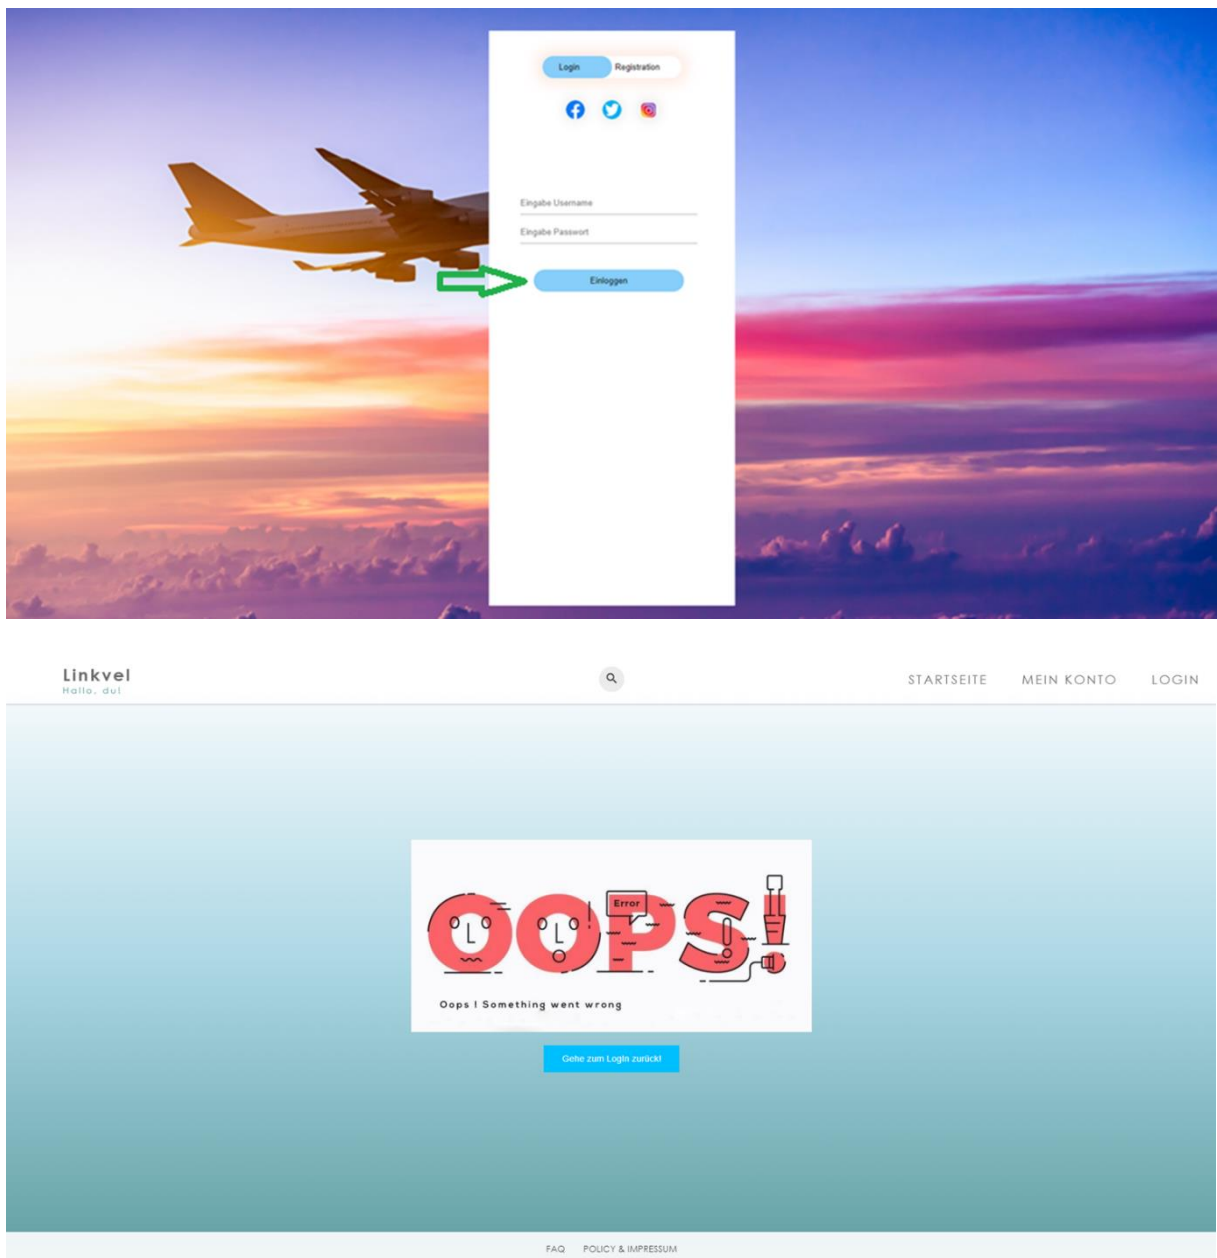 Login Registration
Eingabe Username
Eingabe Passwort
Einloggen
Linkvel
Hallo, du!
STARTSEITE MEIN KONTO LOGIN
OOPS!
Error
Oops ! Something went wrong
Gehe zum Login zurück!
FAQ POLICY & IMPRESSUM